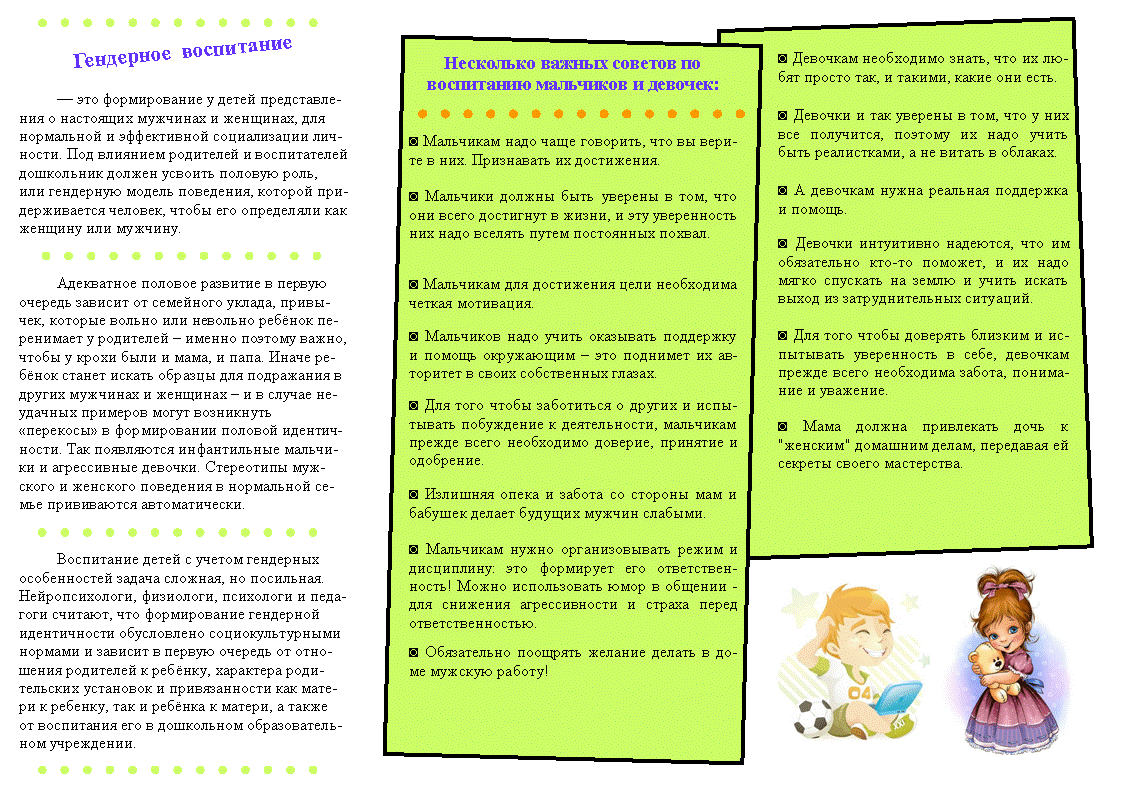 Гендерное воспитание
— это формирование у детей представле-
ния о настоящих мужчинах и женщинах, для
нормальной и эффективной социализации лич-
ности. Под влиянием родителей и воспитателей
дошкольник должен усвоить половую роль,
или гендерную модель поведения, которой при-
держивается человек, чтобы его определяли как
женщину или мужчину.
Адекватное половое развитие в первую
очередь зависит от семейного уклада, привы-
чек, которые вольно или невольно ребёнок пе-
ренимает у родителей – именно поэтому важно,
чтобы у крохи были и мама, и папа. Иначе ре-
бёнок станет искать образцы для подражания в
других мужчинах и женщинах – и в случае не-
удачных примеров могут возникнуть
«перекосы» в формировании половой идентич-
ности. Так появляются инфантильные мальчи-
ки и агрессивные девочки. Стереотипы муж-
ского и женского поведения в нормальной се-
мье прививаются автоматически.
Воспитание детей с учетом гендерных
особенностей задача сложная, но посильная.
Нейропсихологи, физиологи, психологи и педа-
гоги считают, что формирование гендерной
идентичности обусловлено социокультурными
нормами и зависит в первую очередь от отно-
шения родителей к ребёнку, характера роди-
тельских установок и привязанности как мате-
ри к ребенку, так и ребёнка к матери, а также
от воспитания его в дошкольном образователь-
ном учреждении.
Несколько важных советов по
воспитанию мальчиков и девочек:
◙ Мальчикам надо чаще говорить, что вы вери-
те в них. Признавать их достижения.
◙ Мальчики должны быть уверены в том, что
они всего достигнут в жизни, и эту уверенность
них надо вселять путем постоянных похвал.
◙ Мальчикам для достижения цели необходима
четкая мотивация.
◙ Мальчиков надо учить оказывать поддержку
и помощь окружающим – это поднимет их ав-
торитет в своих собственных глазах.
◙ Для того чтобы заботиться о других и испы-
тывать побуждение к деятельности, мальчикам
прежде всего необходимо доверие, принятие и
одобрение.
◙ Излишняя опека и забота со стороны мам и
бабушек делает будущих мужчин слабыми.
◙ Мальчикам нужно организовывать режим и
дисциплину: это формирует его ответствен-
ность! Можно использовать юмор в общении -
для снижения агрессивности и страха перед
ответственностью.
◙ Обязательно поощрять желание делать в до-
ме мужскую работу!
◙ Девочкам необходимо знать, что их лю-
бят просто так, и такими, какие они есть.
◙ Девочки и так уверены в том, что у них
все получится, поэтому их надо учить
быть реалистками, а не витать в облаках.
◙ А девочкам нужна реальная поддержка
и помощь.
◙ Девочки интуитивно надеются, что им
обязательно кто-то поможет, и их надо
мягко спускать на землю и учить искать
выход из затруднительных ситуаций.
◙ Для того чтобы доверять близким и ис-
пытывать уверенность в себе, девочкам
прежде всего необходима забота, понима-
ние и уважение.
◙ Мама должна привлекать дочь к
"женским" домашним делам, передавая ей
секреты своего мастерства.
04